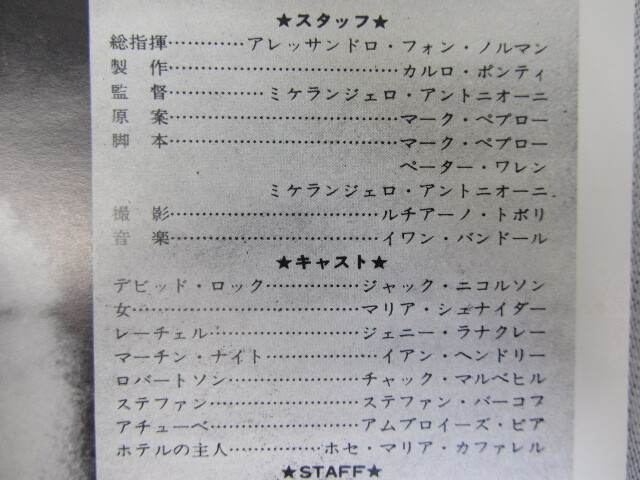 ★スタッフ★
総指揮…………アレッサンドロ・フォン・ノルマン
製　作……………………………カルロ・ポンティ
監　督…………ミケランジェロ・アントニオーニ
原　案……………………………マーク・ペプロー
脚　本……………………………マーク・ペプロー
ペーター・ワレン
ミケランジェロ・アントニオーニ
撮　影…………………………ルチアーノ・トボリ
音　楽…………………………イワン・バンドール
★キャスト★
デビッド・ロック…………ジャック・ニコルソン
女……………………………マリア・シュナイダー
レーチェル…………………ジェニー・ラナクレー
マーチン・ナイト…………イアン・ヘンドリー
ロバートソン………………チャック・マルベヒル
ステファン…………………ステファン・バーコフ
アチューベ…………………アムブロイーズ・ビア
ホテルの主人…………ホセ・マリア・カファレル
★STAFF★